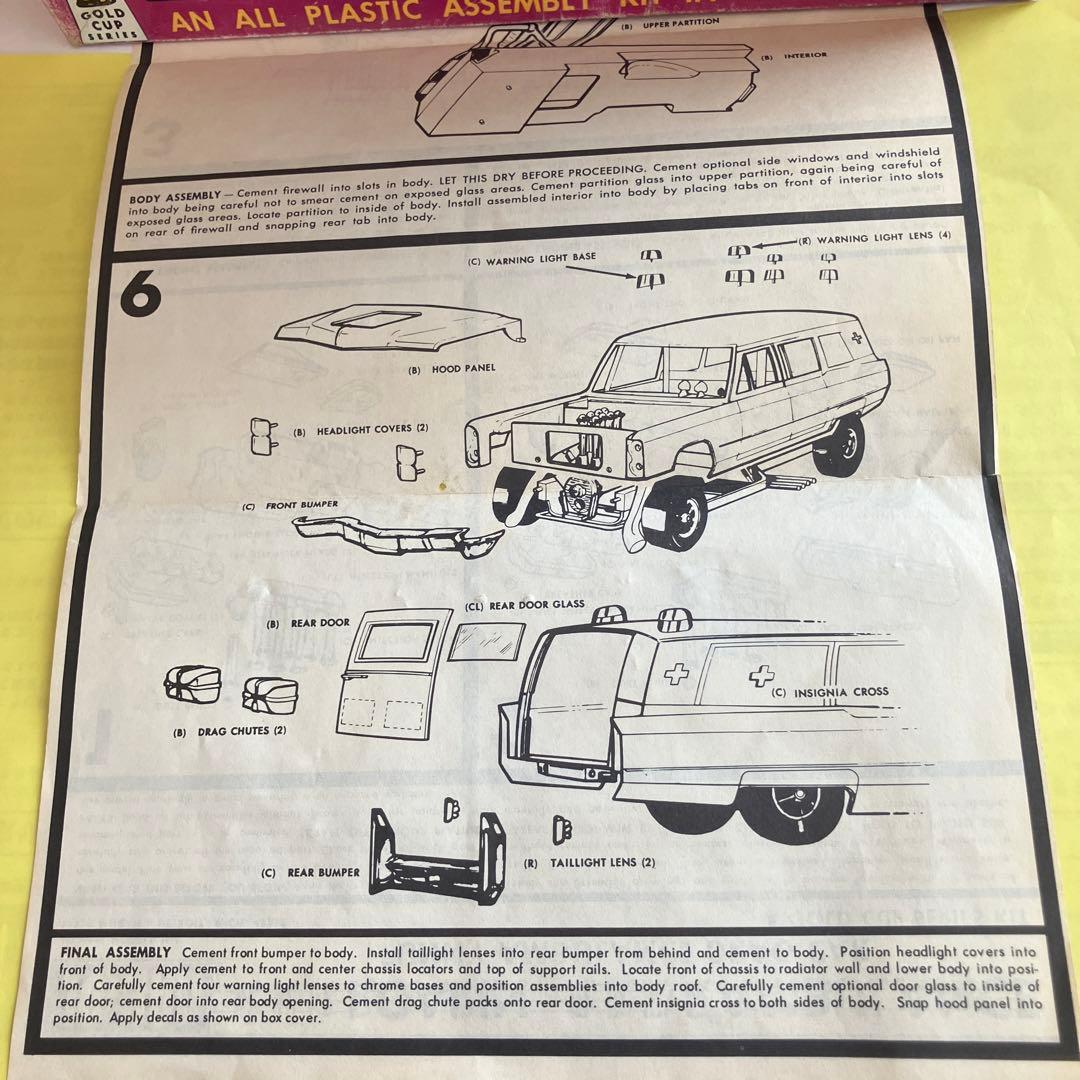 GOLD
CUP
SERIES
AN ALL PLASTIC ASSEMBLY KIT
(B) UPPER PARTITION
(B) INTERIOR
BODY ASSEMBLY — Cement firewall into slots in body. LET THIS DRY BEFORE PROCEEDING. Cement optional side windows and windshield
into body being careful not to smear cement on exposed glass areas. Cement partition glass into upper partition, again being careful of
exposed glass areas. Locate partition to inside of body. Install assembled interior into body by placing tabs on front of interior into slots
on rear of firewall and snapping rear tab into body.
6
(C) WARNING LIGHT BASE
(R) WARNING LIGHT LENS (4)
(B) HOOD PANEL
(B) HEADLIGHT COVERS (2)
(C) FRONT BUMPER
(CL) REAR DOOR GLASS
(B) REAR DOOR
(C) INSIGNIA CROSS
(B) DRAG CHUTES (2)
(R) TAILLIGHT LENS (2)
(C) REAR BUMPER
FINAL ASSEMBLY Cement front bumper to body. Install taillight lenses into rear bumper from behind and cement to body. Position headlight covers into
front of body. Apply cement to front and center chassis locators and top of support rails. Locate front of chassis to radiator wall and lower body into posi-
tion. Carefully cement four warning light lenses to chrome bases and position assemblies into body roof. Carefully cement optional door glass to inside of
rear door; cement door into rear body opening. Cement drag chute packs onto rear door. Cement insignia cross to both sides of body. Snap hood panel into
position. Apply decals as shown on box cover.